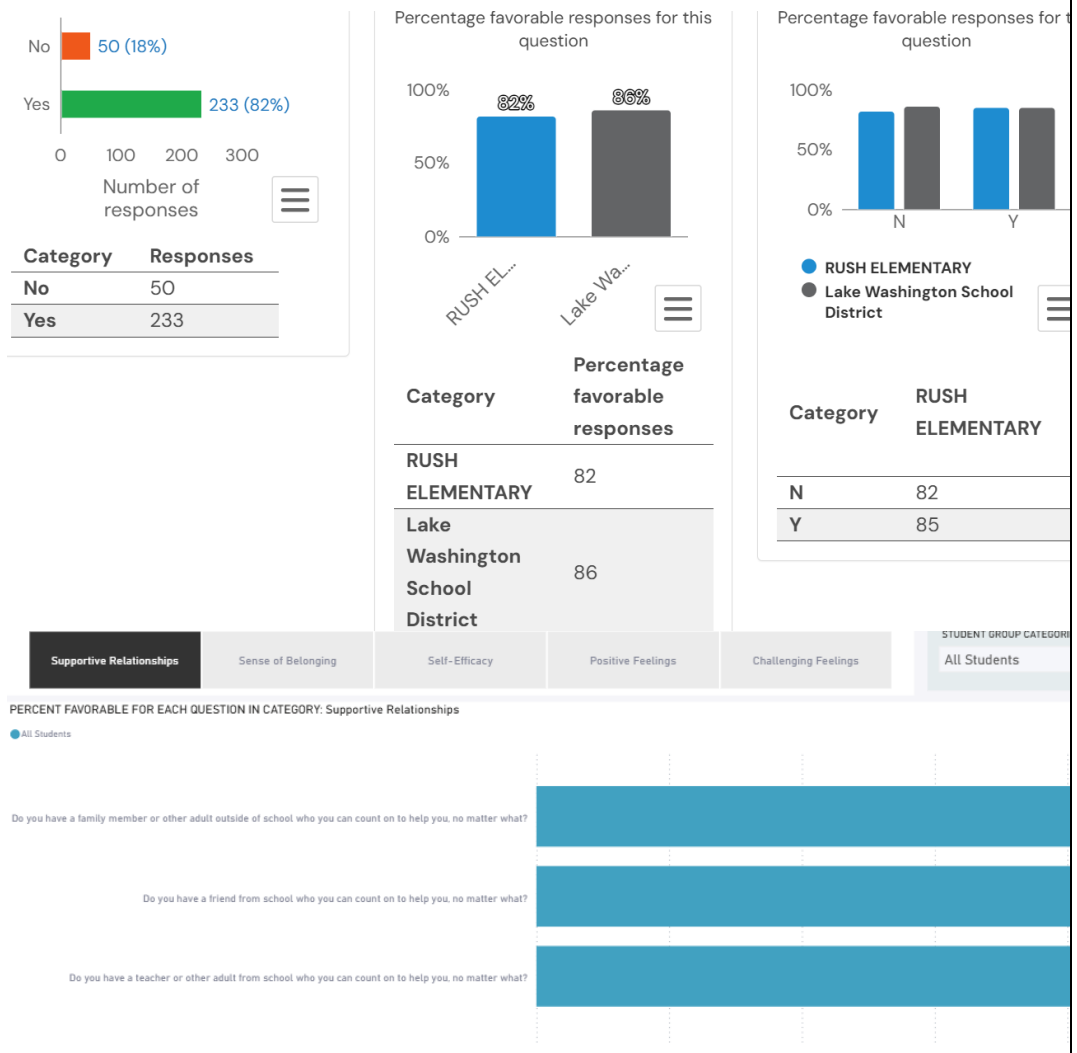 No
50 (18%)
Yes
233 (82%)
0 100 200 300
Number of
responses
Category Responses
No 50
Yes 233
Percentage favorable responses for this
question
100%
50%
0%
82%
86%
RUSH EL...
Lake Wa...
Category
Percentage
favorable
responses
RUSH
ELEMENTARY
82
Lake
Washington
School
District
86
Percentage favorable responses for
question
100%
50%
0%
N Y
RUSH ELEMENTARY
Lake Washington School
District
Category
RUSH
ELEMENTARY
N 82
Y 85
Supportive Relationships Sense of Belonging Self-Efficacy Positive Feelings Challenging Feelings
STUDENT GROUP CATEGORI
All Students
PERCENT FAVORABLE FOR EACH QUESTION IN CATEGORY: Supportive Relationships
All Students
Do you have a family member or other adult outside of school who you can count on to help you, no matter what?
Do you have a friend from school who you can count on to help you, no matter what?
Do you have a teacher or other adult from school who you can count on to help you, no matter what?